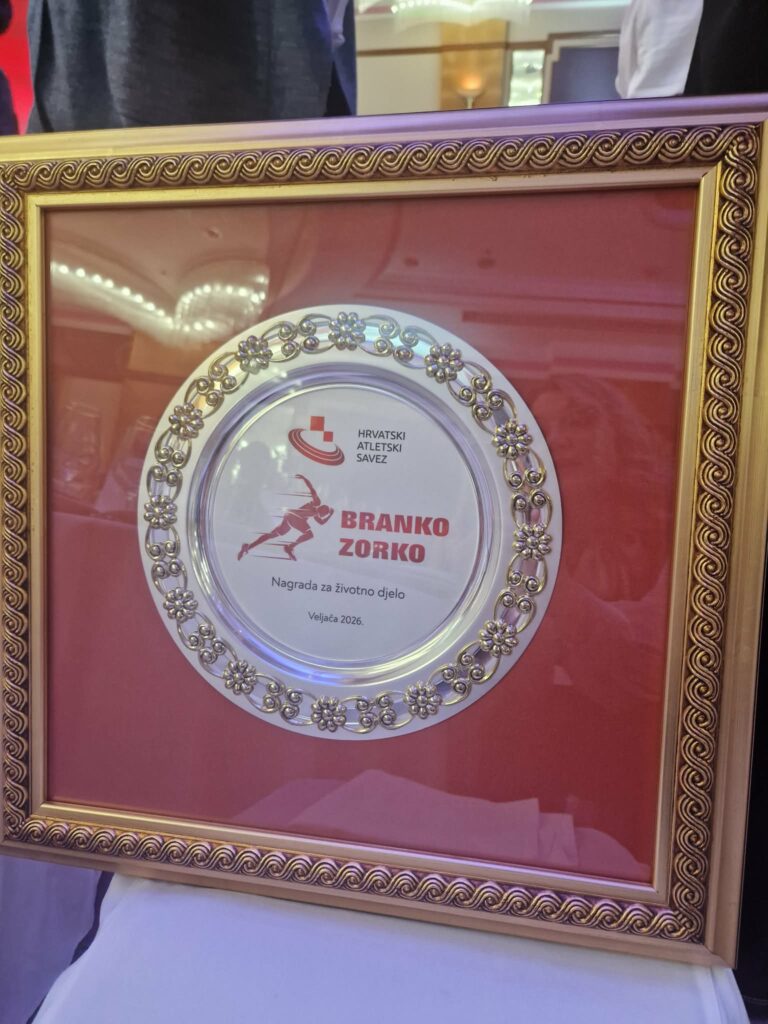 HRVATSKI
ATLETSKI
SAVEZ
BRANKO
ZORKO
Nagrada za životno djelo
Veljača 2026.